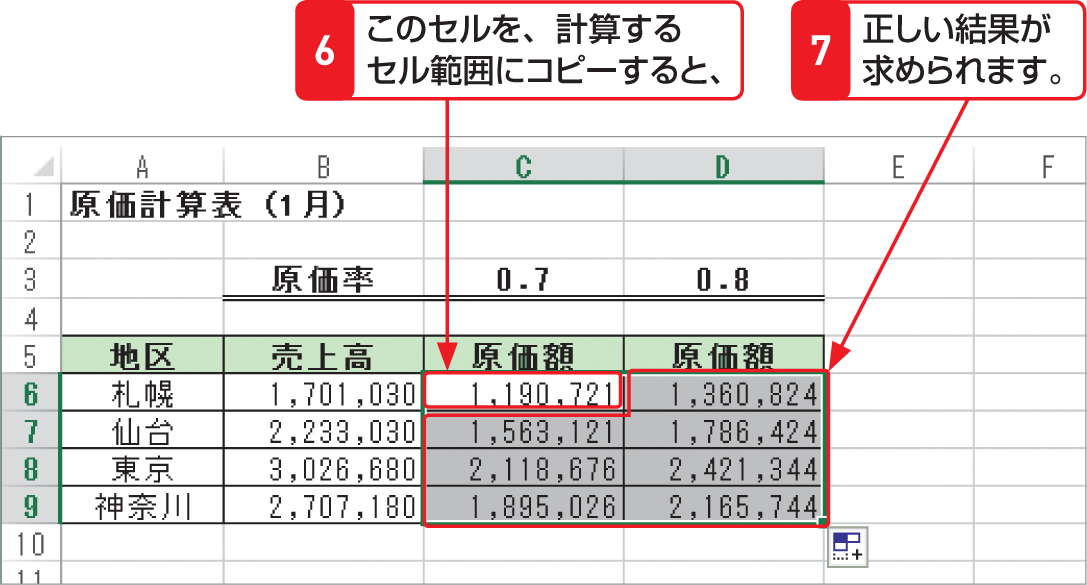 6 このセルを、計算する
セル範囲にコピーすると、
7 正しい結果が
求められます。
A B C D E F
1 原価計算表（1月）
2
3 原価率 0.7 0.8
4
5 地区 売上高 原価額 原価額
6 札幌 1,701,030 1,190,721 1,360,824
7 仙台 2,233,030 1,563,121 1,786,424
8 東京 3,026,680 2,118,676 2,421,344
9 神奈川 2,707,180 1,895,026 2,165,744
10
11